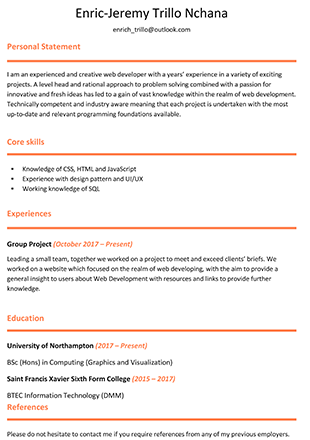 Enric-Jeremy Trillo Nchana
enrich_trillo@outlook.com
Personal Statement
I am an experienced and creative web developer with a years' experience in a variety of exciting
projects. A level head and rational approach to problem solving combined with a passion for
innovative and fresh ideas has led to a gain of vast knowledge within the realm of web development.
Technically competent and industry aware meaning that each project is undertaken with the most
up-to-date and relevant programming foundations available.
Core skills
• Knowledge of CSS, HTML and JavaScript
• Experience with design pattern and UI/UX
• Working knowledge of SQL
Experiences
Group Project (October 2017 – Present)
Leading a small team, together we worked on a project to meet and exceed clients' briefs. We
worked on a website which focused on the realm of web developing, with the aim to provide a
general insight to users about Web Development with resources and links to provide further
knowledge.
Education
University of Northampton (2017 – Present)
BSc (Hons) in Computing (Graphics and Visualization)
Saint Francis Xavier Sixth Form College (2015 – 2017)
BTEC Information Technology (DMM)
References
Please do not hesitate to contact me if you require references from any of my previous employers.